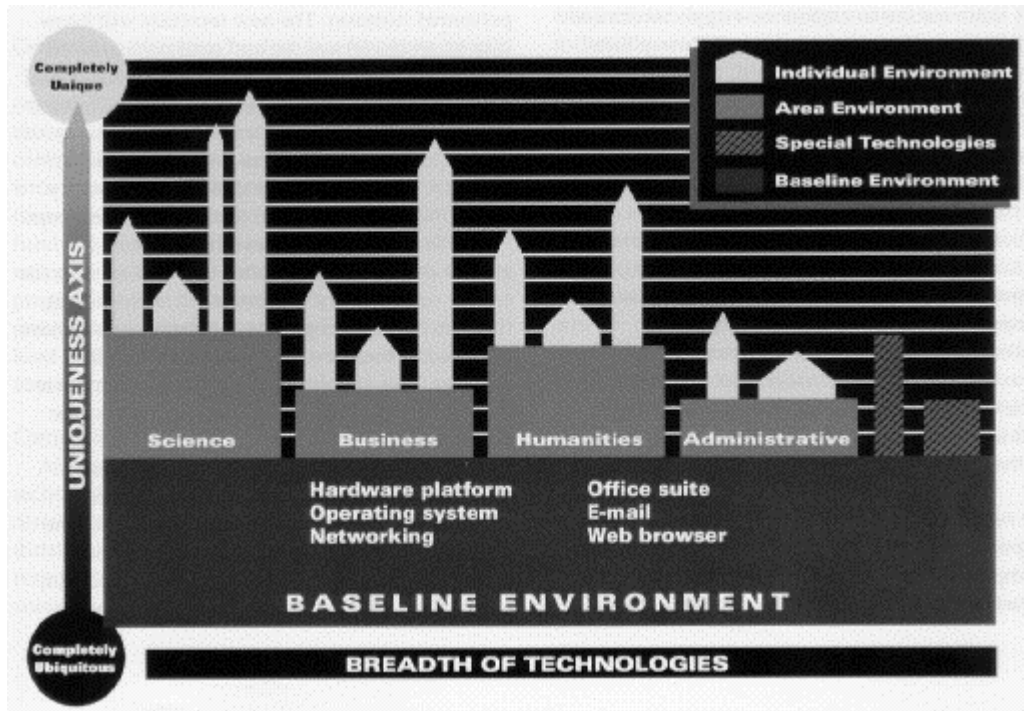 Completely
Unique
Individual Environment
Area Environment
Special Technologies
Baseline Environment
UNIQUENESS AXIS
Science
Business
Humanities
Administrative
Hardware platform
Operating system
Networking
Office suite
E-mail
Web browser
BASELINE ENVIRONMENT
Completely
Ubiquitous
BREADTH OF TECHNOLOGIES